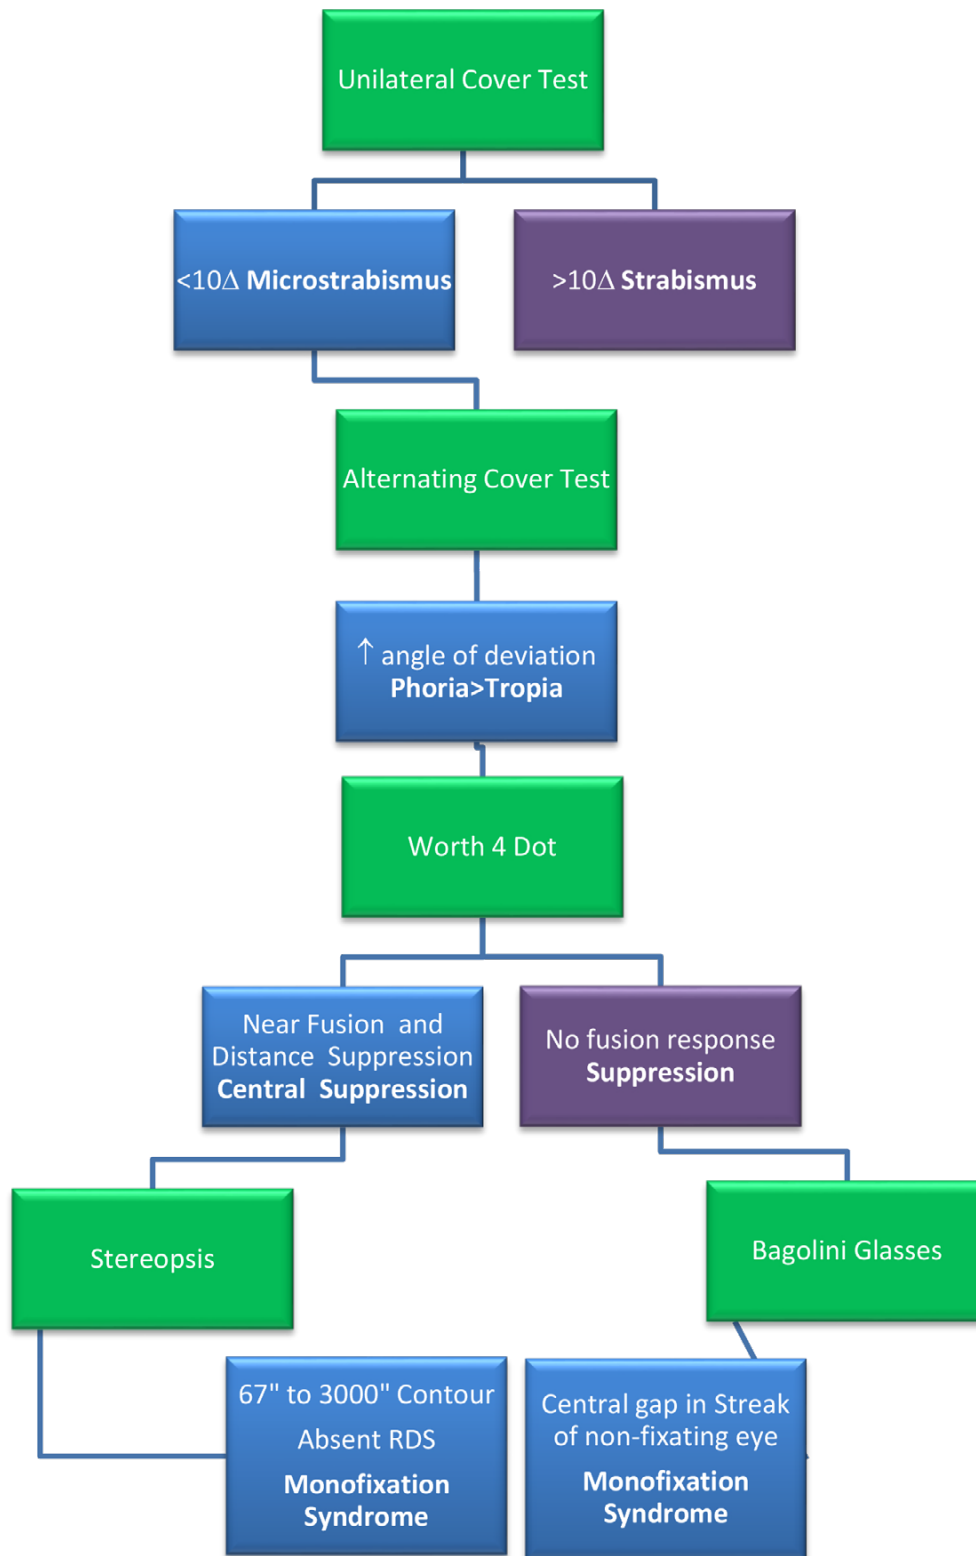 Unilateral Cover Test
<10Δ Microstrabismus
>10Δ Strabismus
Alternating Cover Test
↑ angle of deviation
Phoria>Tropia
Worth 4 Dot
Near Fusion and
Distance Suppression
Central Suppression
No fusion response
Suppression
Stereopsis
Bagolini Glasses
67" to 3000" Contour
Absent RDS
Monofixation
Syndrome
Central gap in Streak
of non-fixating eye
Monofixation
Syndrome